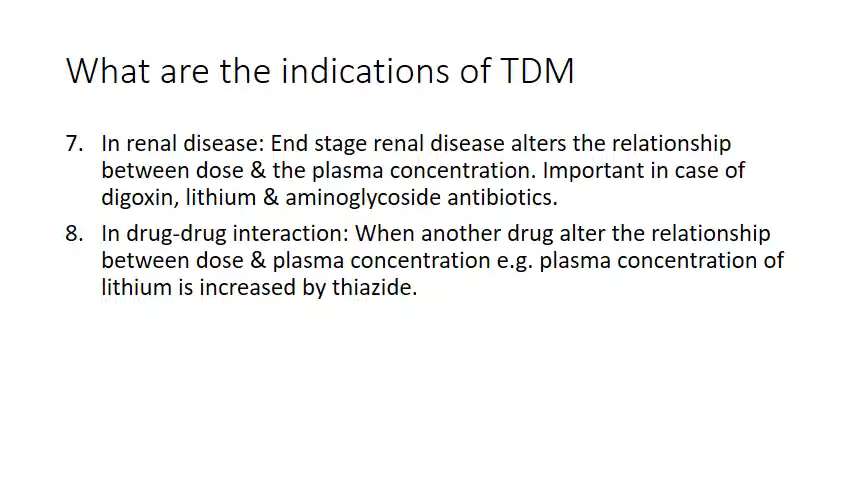 What are the indications of TDM
7. In renal disease: End stage renal disease alters the relationship
between dose & the plasma concentration. Important in case of
digoxin, lithium & aminoglycoside antibiotics.
8. In drug-drug interaction: When another drug alter the relationship
between dose & plasma concentration e.g. plasma concentration of
lithium is increased by thiazide.